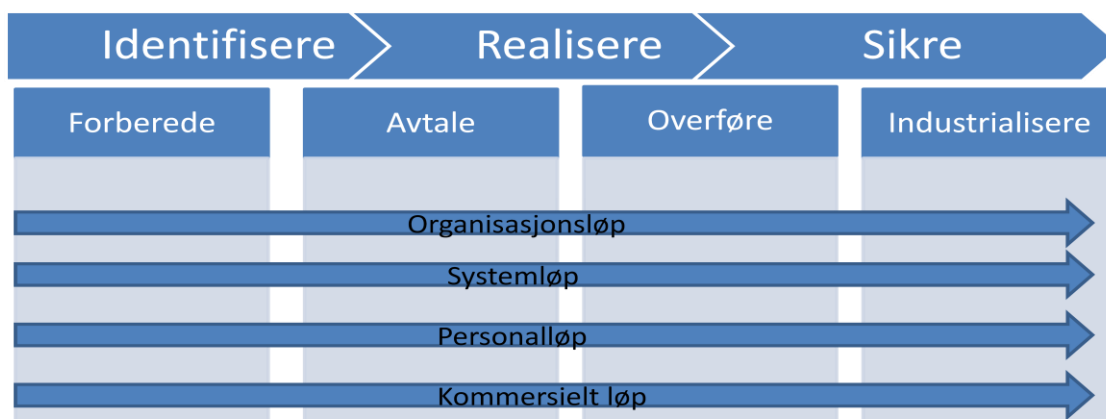 Identifisere
Realisere
Sikre
Forberede
Avtale
Overføre
Industrialisere
Organisasjonsløp
Systemløp
Personalløp
Kommersielt løp